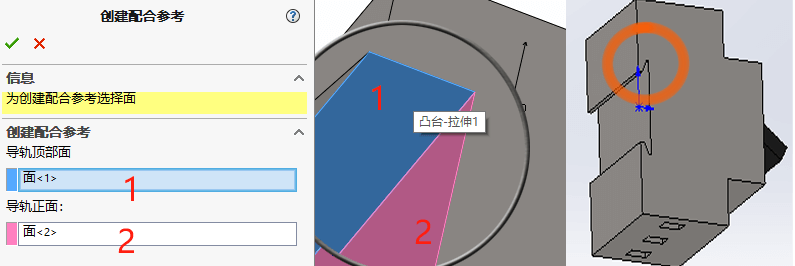 创建配合参考
信息
为创建配合参考选择面
创建配合参考
导轨顶部面
面<1>
1
导轨正面:
面<2>
2
1
凸台-拉伸1
2